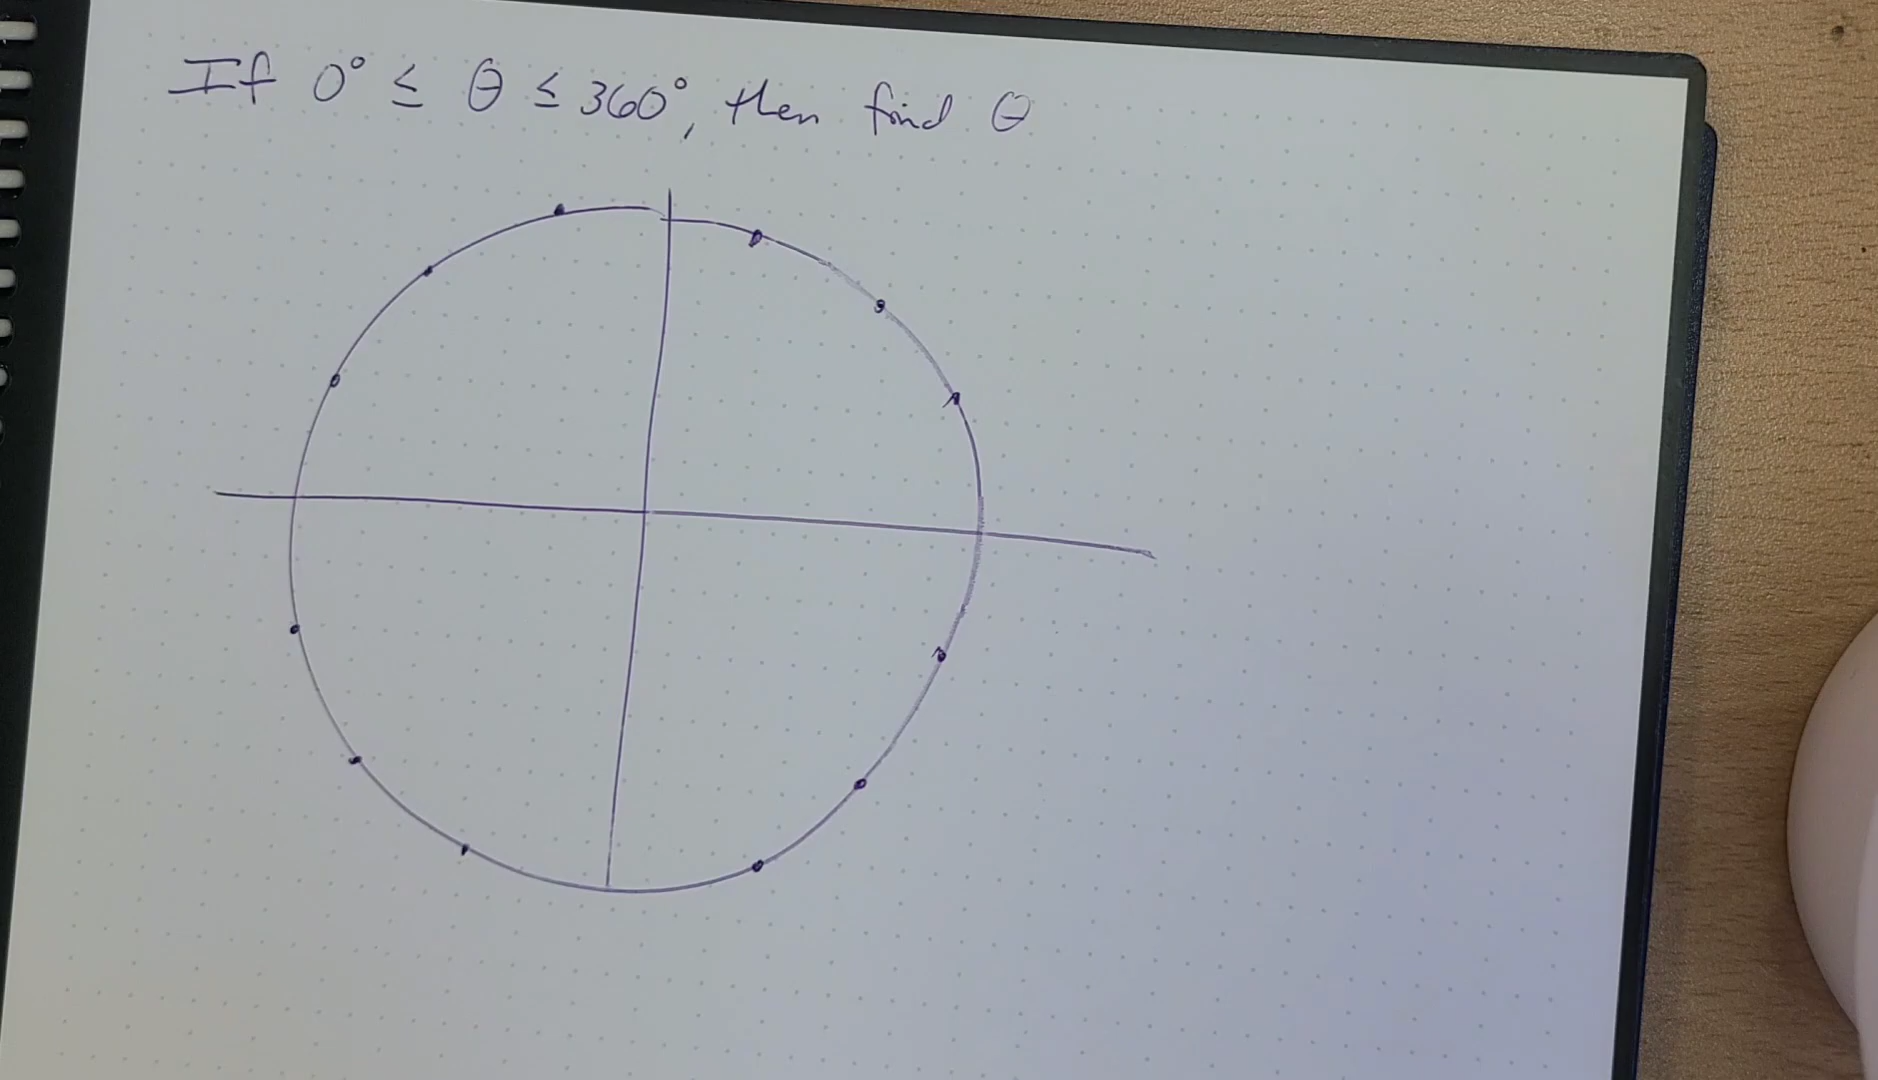 If 0° ≤ θ ≤ 360°, then find θ